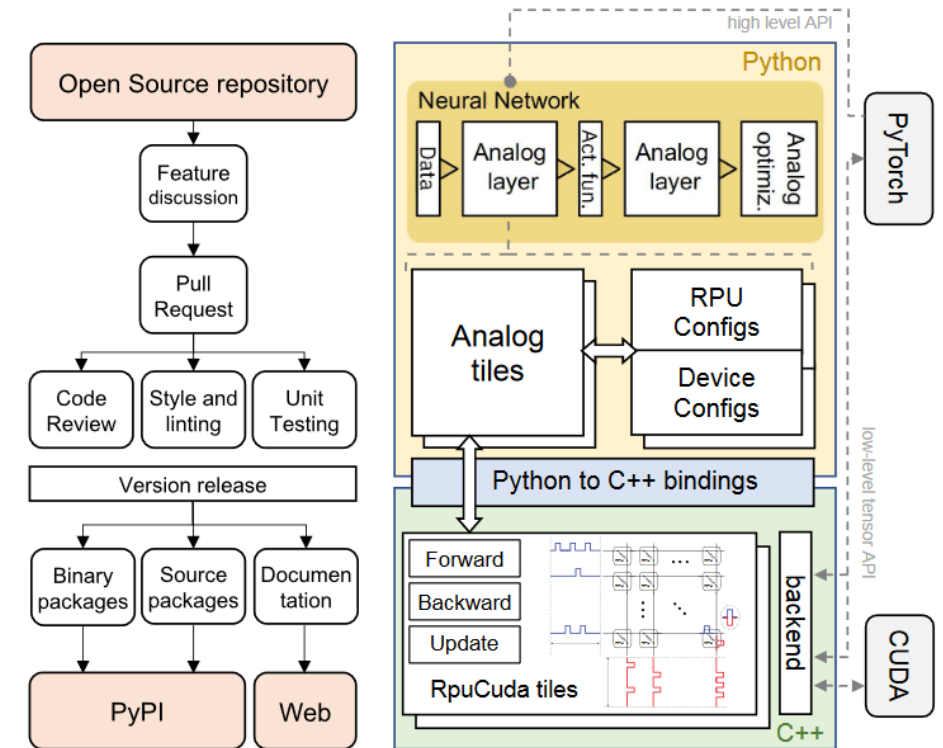 Open Source repository
Feature
discussion
Pull
Request
Code
Review
Style and
linting
Unit
Testing
Version release
Binary
packages
Source
packages
Documen
tation
PyPI
Web
high level API
Python
Neural Network
Data
Analog
layer
Act. fun.
Analog
layer
Analog
optimiz.
Analog
tiles
RPU
Configs
Device
Configs
Python to C++ bindings
Forward
Backward
Update
RpuCuda tiles
backend
C++
PyTorch
low-level tensor API
CUDA